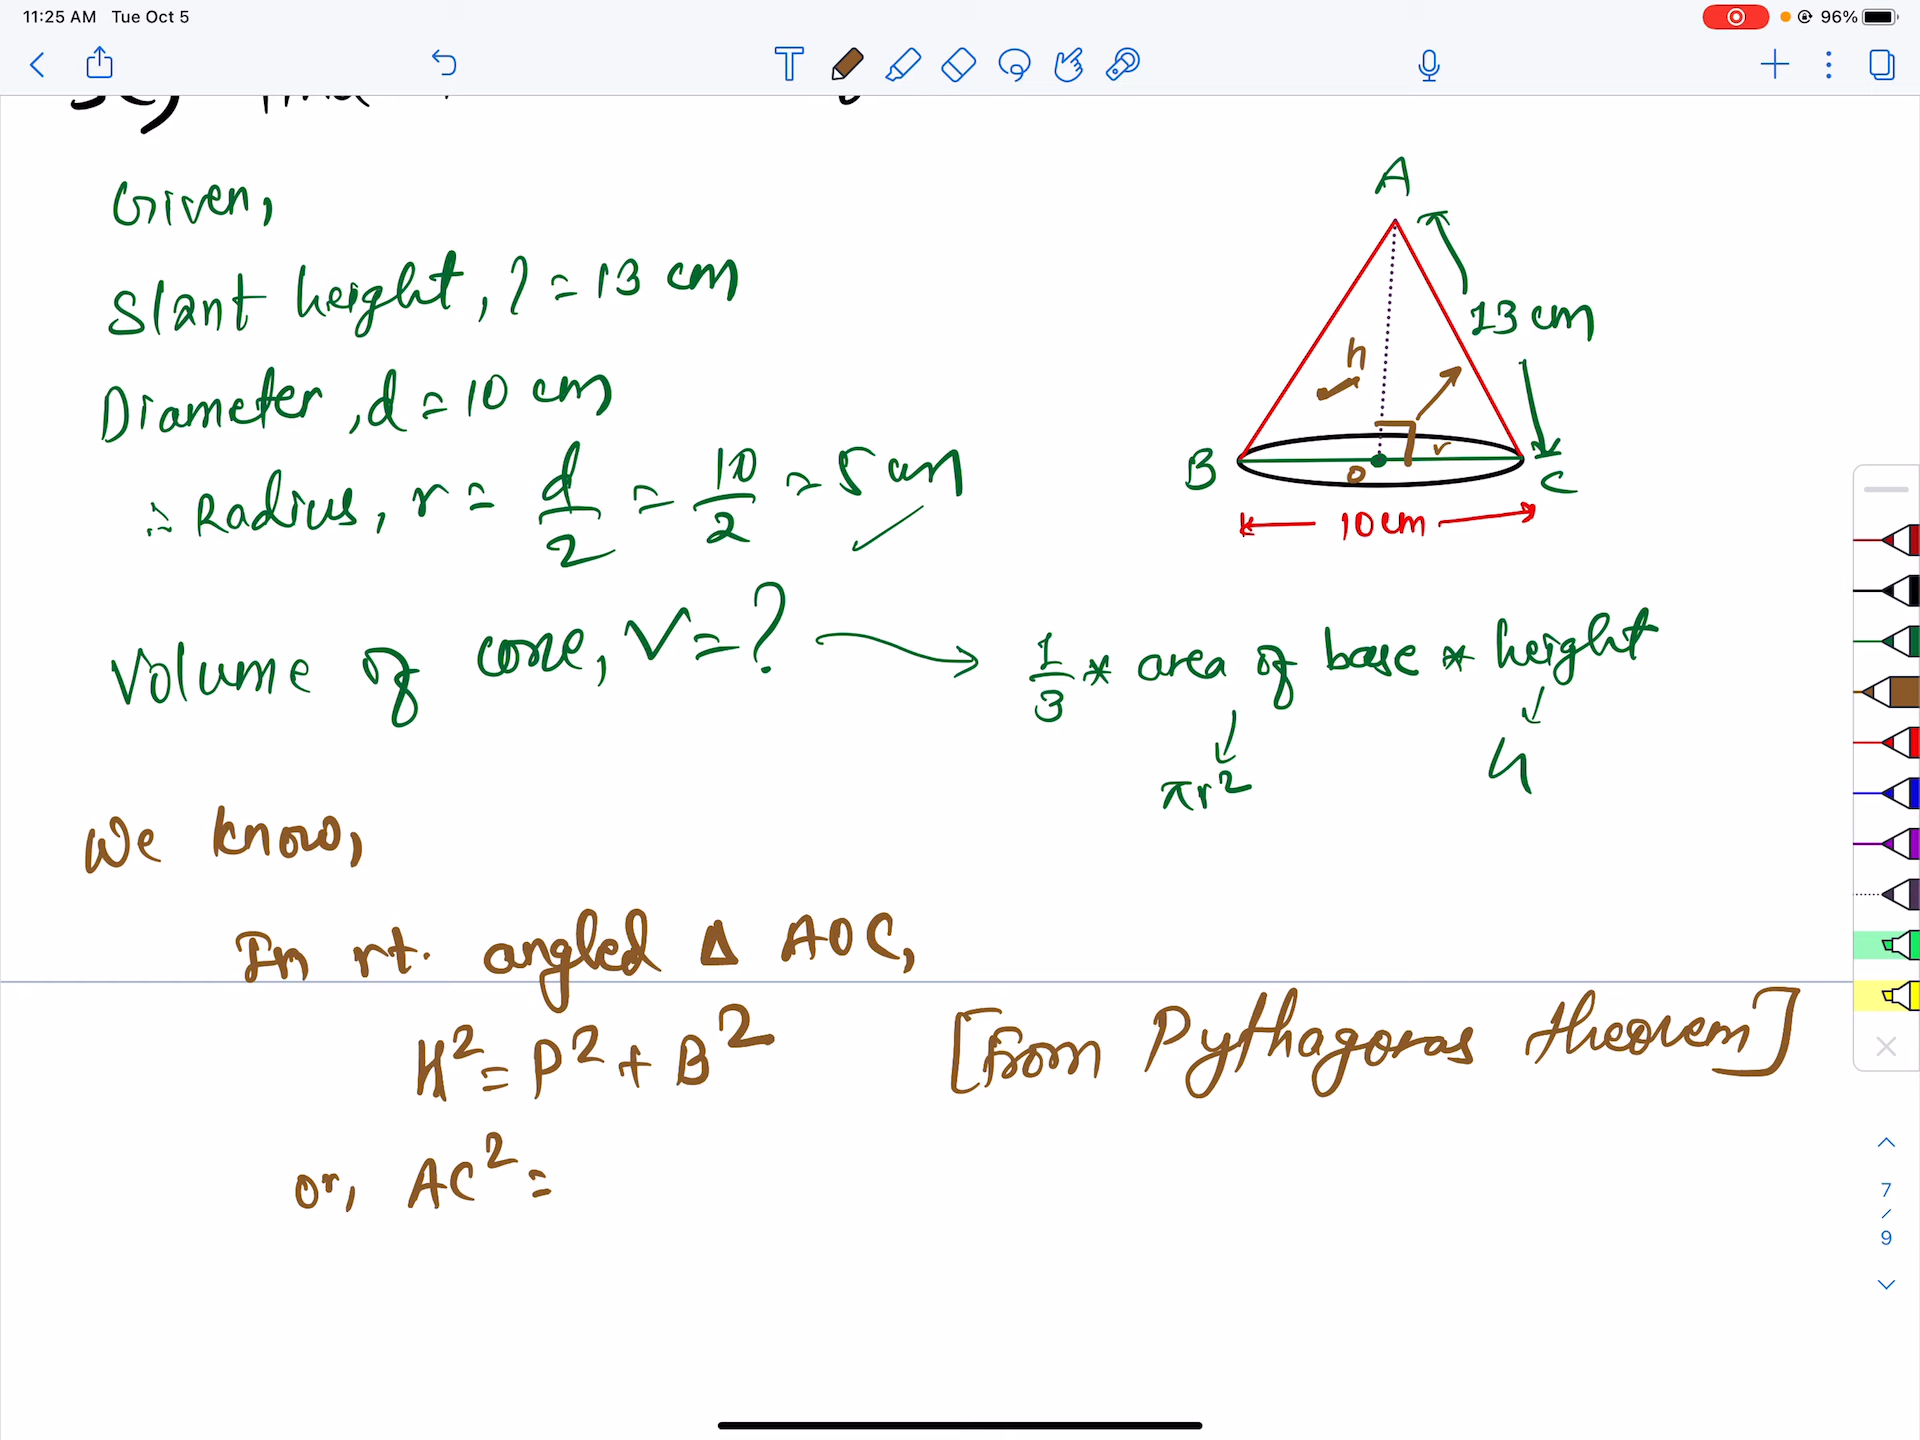 11:25 AM Tue Oct 5
96%
Given,
Slant height, l = 13 cm
Diameter, d = 10 cm
∴ Radius, r = d/2 = 10/2 = 5 cm
Volume of cone, V = ? → 1/3 * area of base * height
πr² h
A
13 cm
h
r
B O C
10 cm
We know,
In rt. angled Δ AOC,
H² = P² + B² [From Pythagoras theorem]
or, AC² =
7
/
9